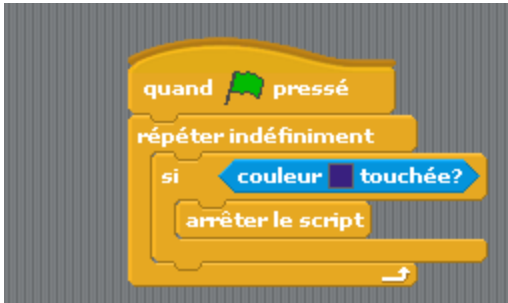 quand pressé
répéter indéfiniment
si couleur touchée?
arrêter le script